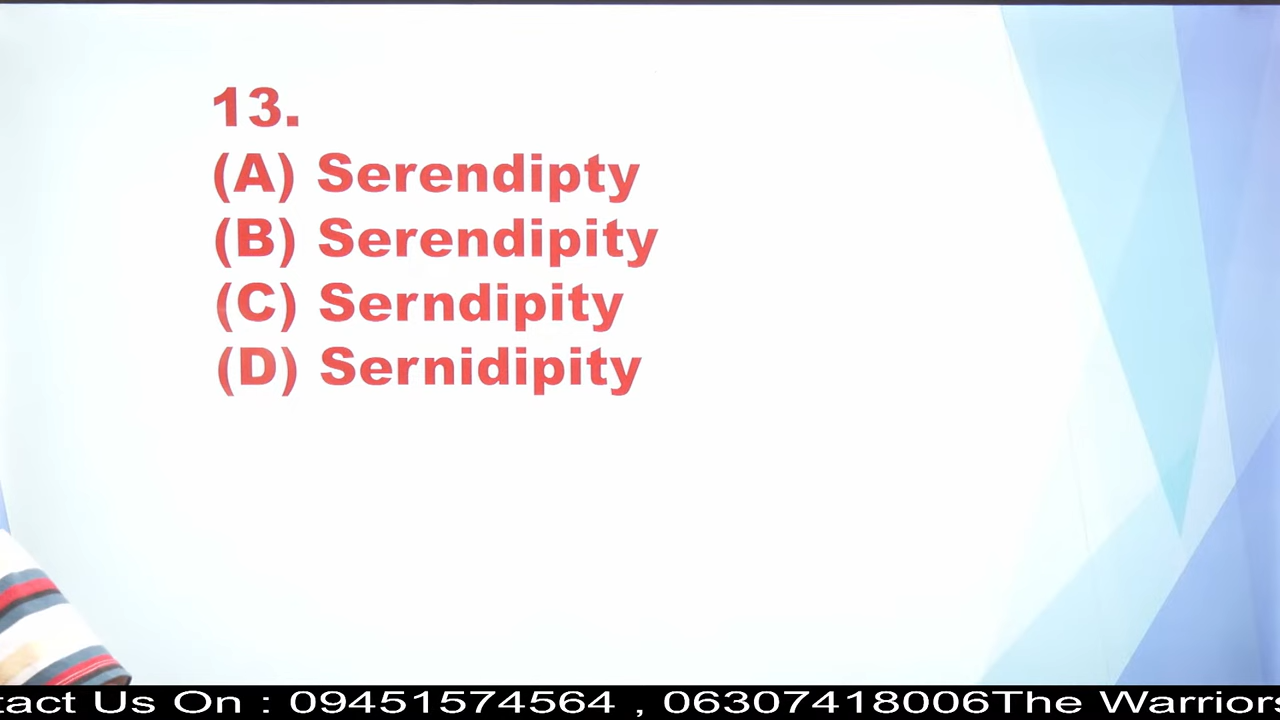 13.
(A) Serendipty
(B) Serendipity
(C) Serndipity
(D) Sernidipity
tact Us On : 09451574564 , 06307418006The Warriors